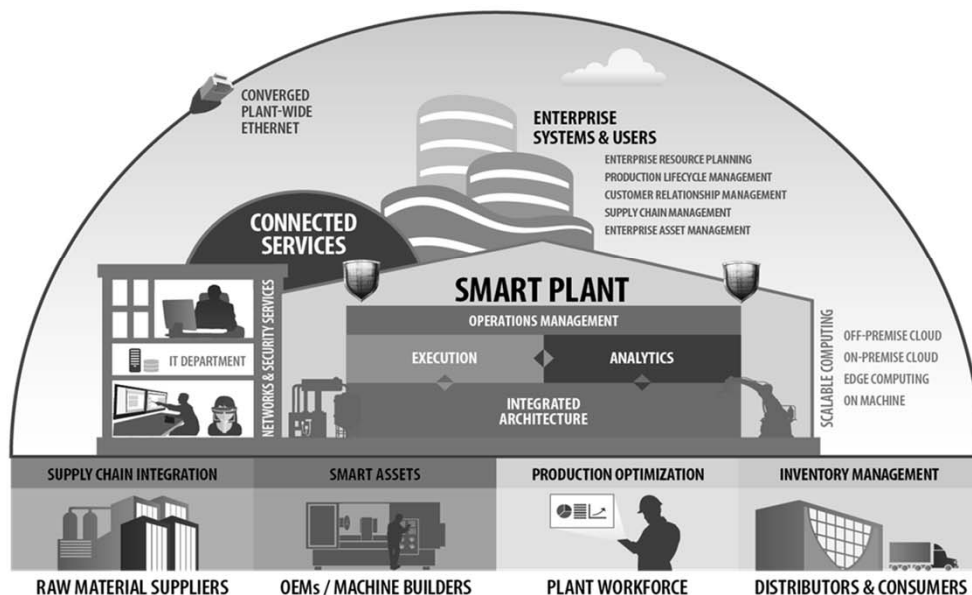 CONVERGED
PLANT-WIDE
ETHERNET
ENTERPRISE
SYSTEMS & USERS
ENTERPRISE RESOURCE PLANNING
PRODUCTION LIFECYCLE MANAGEMENT
CUSTOMER RELATIONSHIP MANAGEMENT
SUPPLY CHAIN MANAGEMENT
ENTERPRISE ASSET MANAGEMENT
CONNECTED
SERVICES
SMART PLANT
OPERATIONS MANAGEMENT
EXECUTION
ANALYTICS
INTEGRATED
ARCHITECTURE
IT DEPARTMENT
NETWORKS & SECURITY SERVICES
SCALABLE COMPUTING
OFF-PREMISE CLOUD
ON-PREMISE CLOUD
EDGE COMPUTING
ON MACHINE
SUPPLY CHAIN INTEGRATION
SMART ASSETS
PRODUCTION OPTIMIZATION
INVENTORY MANAGEMENT
RAW MATERIAL SUPPLIERS
OEMs / MACHINE BUILDERS
PLANT WORKFORCE
DISTRIBUTORS & CONSUMERS